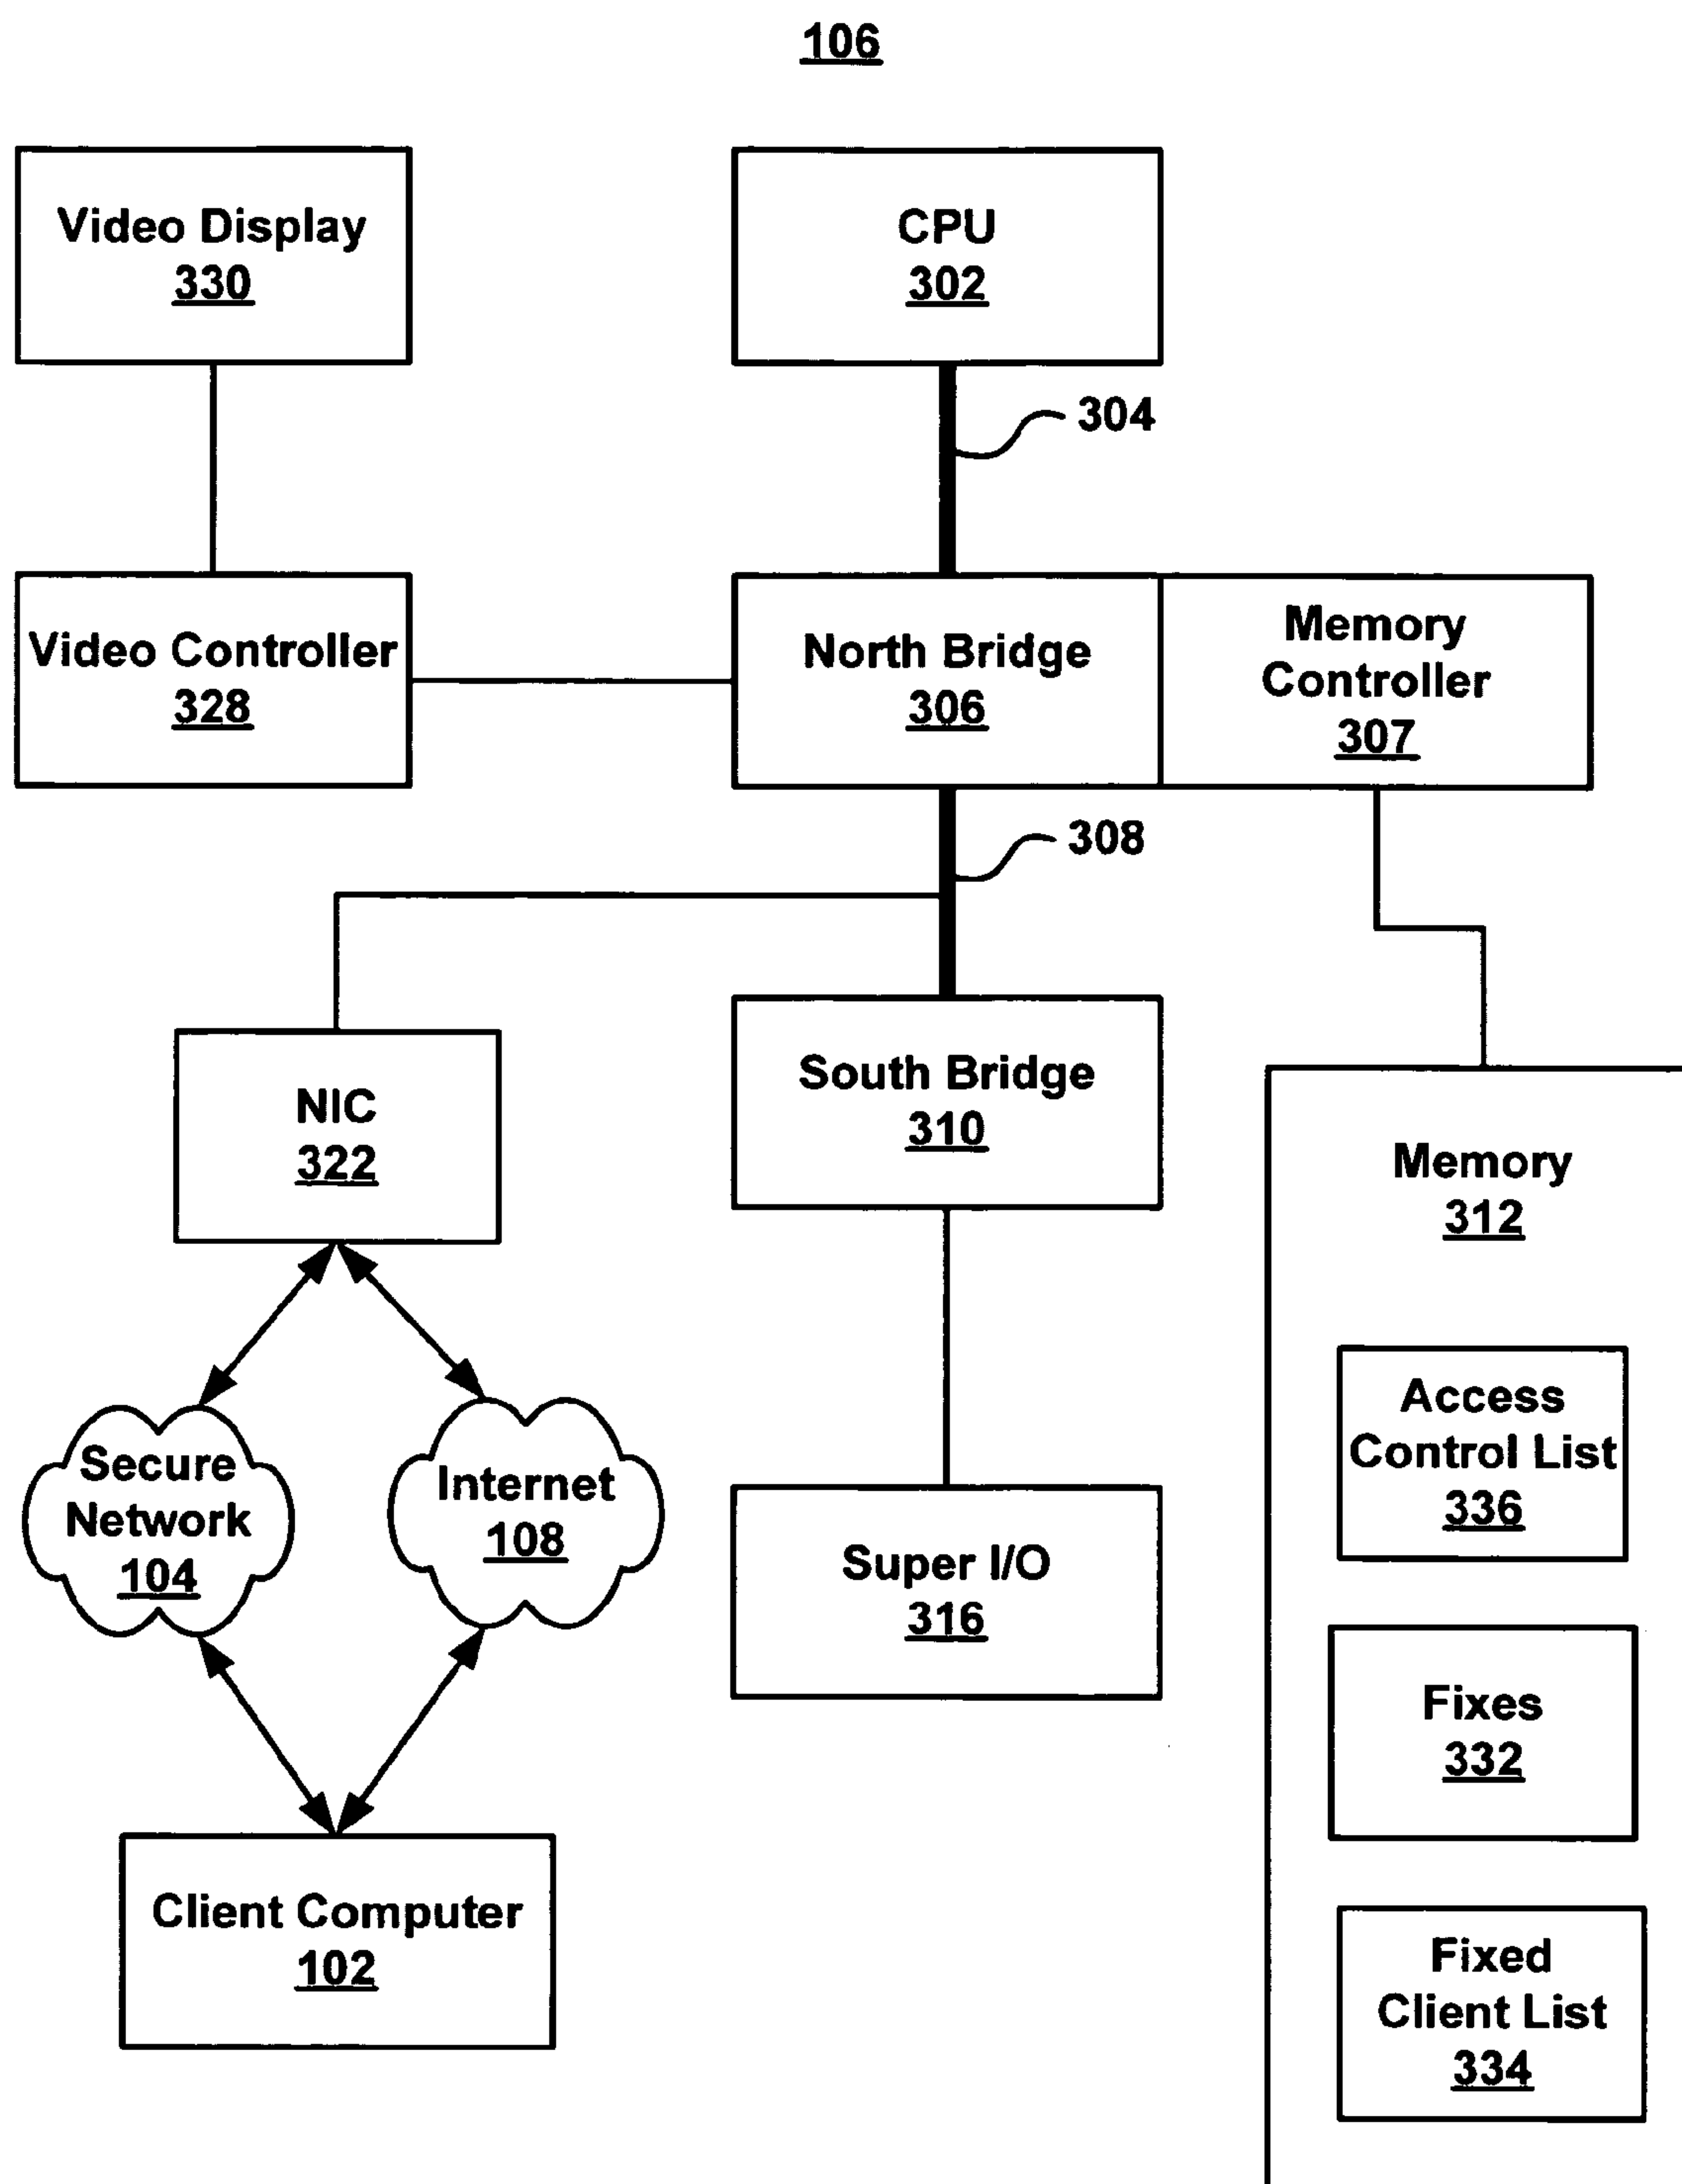 106
Video Display
330
CPU
302
304
Video Controller
328
North Bridge
306
Memory
Controller
307
308
NIC
322
South Bridge
310
Memory
312
Access
Control List
336
Secure
Network
104
Internet
108
Super I/O
316
Fixes
332
Client Computer
102
Fixed
Client List
334